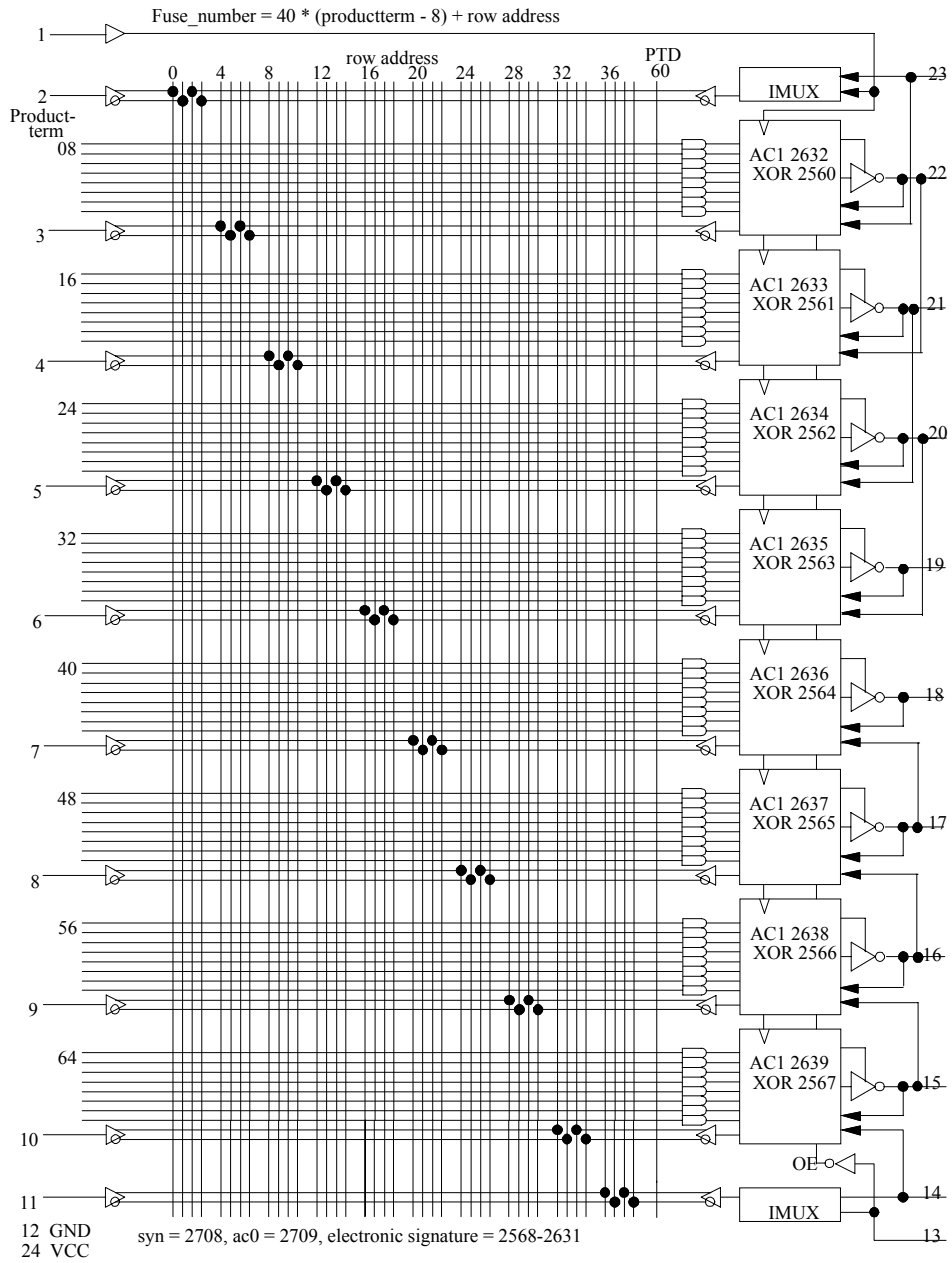 Fuse_number = 40 * (productterm - 8) + row address
1
row address
PTD
0 4 8 12 16 20 24 28 32 36 60
23
2
IMUX
Product-
term
08
AC1 2632
XOR 2560
22
3
16
AC1 2633
XOR 2561
21
4
24
AC1 2634
XOR 2562
20
5
32
AC1 2635
XOR 2563
19
6
40
AC1 2636
XOR 2564
18
7
48
AC1 2637
XOR 2565
17
8
56
AC1 2638
XOR 2566
16
9
64
AC1 2639
XOR 2567
15
10
OE
11
IMUX
14
12 GND
24 VCC
syn = 2708, ac0 = 2709, electronic signature = 2568-2631
13